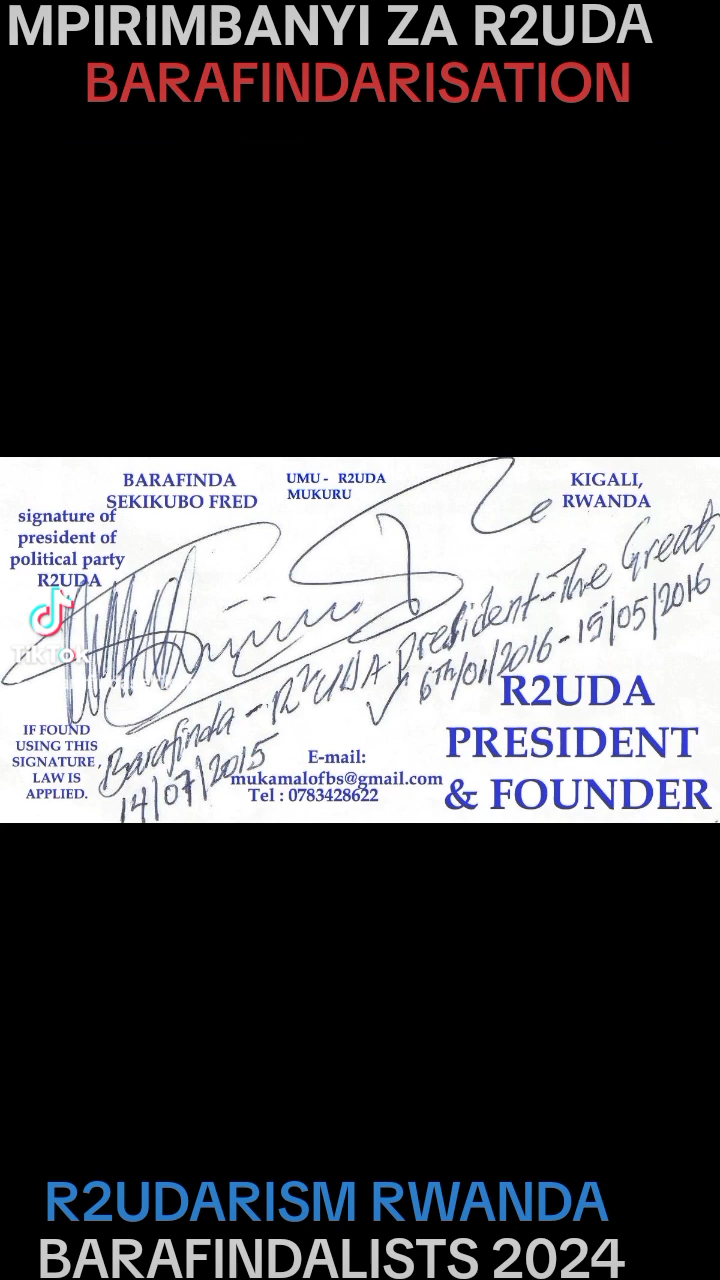 MPIRIMBANYI ZA R2UDA
BARAFINDARISATION
BARAFINDA
SEKIKUBO FRED
UMU - R2UDA
MUKURU
KIGALI,
RWANDA
signature of
president of
political party
R2UDA
TikTok
Barafinda - R2UDA President - The Great
14/07/2015
6Th/01/2016 - 15/05/2016
IF FOUND
USING THIS
SIGNATURE,
LAW IS
APPLIED.
E-mail:
mukamalofbs@gmail.com
Tel : 0783428622
R2UDA
PRESIDENT
& FOUNDER
R2UDARISM RWANDA
BARAFINDALISTS 2024